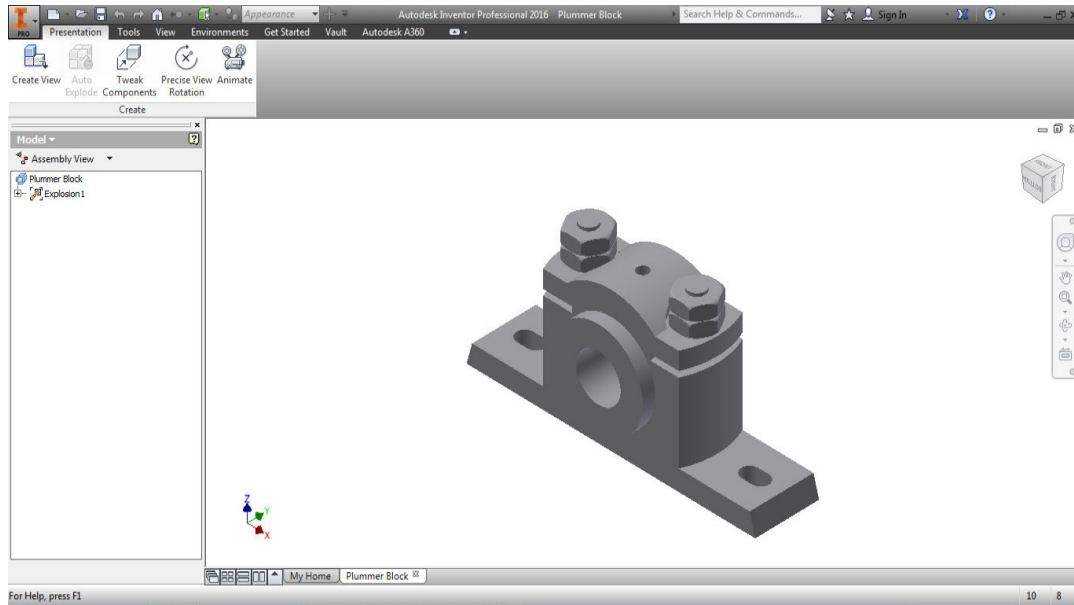 Appearance
Autodesk Inventor Professional 2016 Plummer Block
Search Help & Commands...
Sign In
PRO
Presentation Tools View Environments Get Started Vault Autodesk A360
Create View
Auto Explode
Tweak Components
Precise View Rotation
Animate
Create
Model
Assembly View
Plummer Block
Explosion1
Z
Y
X
My Home
Plummer Block
For Help, press F1
10 8